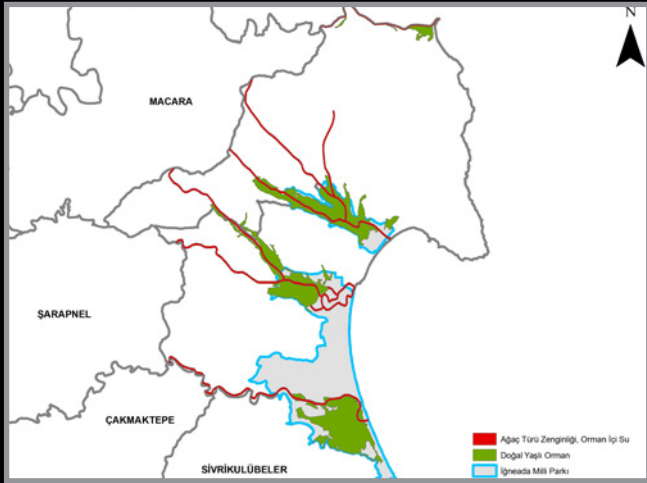 N
MACARA
ŞARAPNEL
ÇAKMAKTEPE
SİVRİKULÜBELER
Ağaç Türü Zenginliği, Orman İçi Su
Doğal Yaşlı Orman
İğneada Milli Parkı